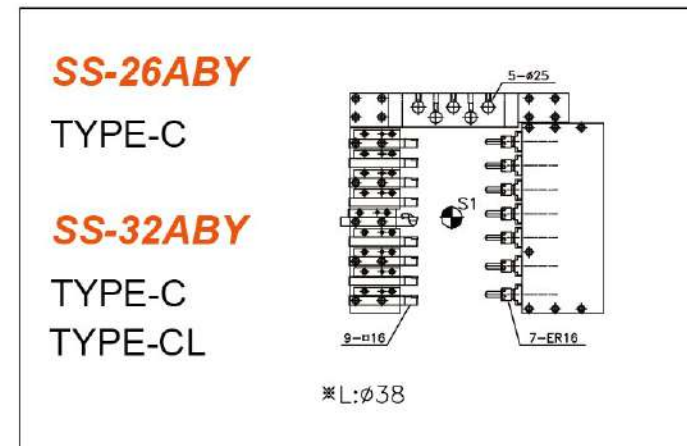 SS-26ABY
TYPE-C
SS-32ABY
TYPE-C
TYPE-CL
5-ø25
S1
9-□16
7-ER16
※L:ø38